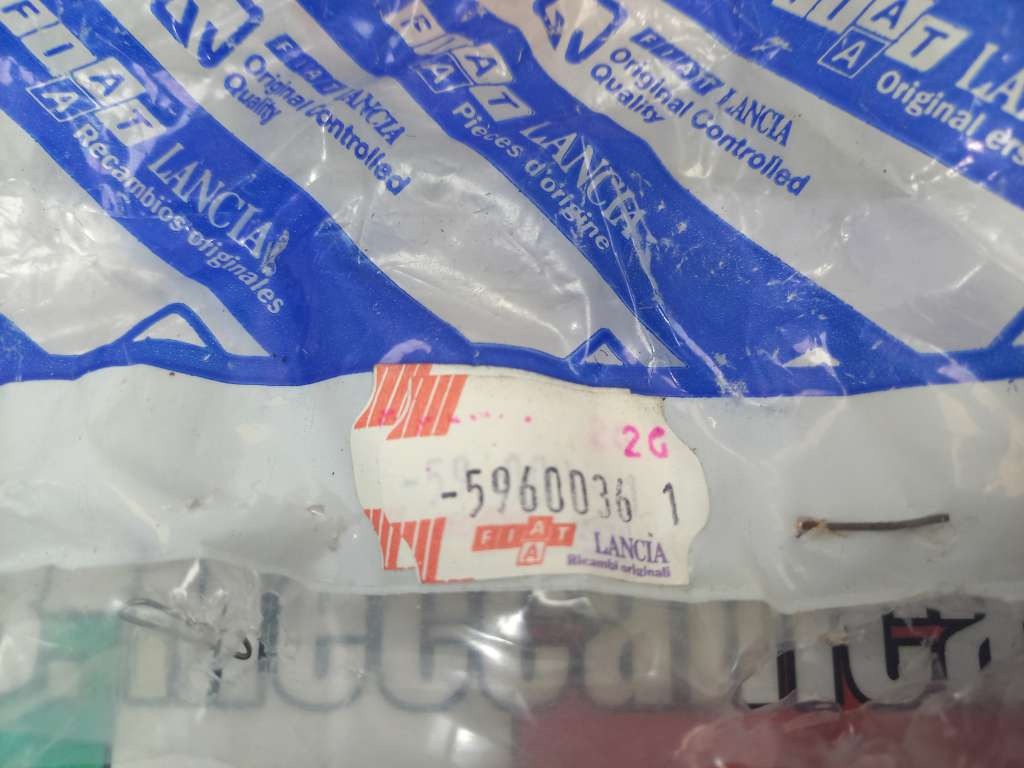 FIAT
A
LANCIA
Recambios originales
FIAT LANCIA
Original Controlled
Quality
FIAT
A
LANCIA
Pièces d'origine
FIAT LANCIA
Original Controlled
Quality
FIAT
A
Original
2G
-5960036 1
FIAT
A
LANCIA
Ricambi originali